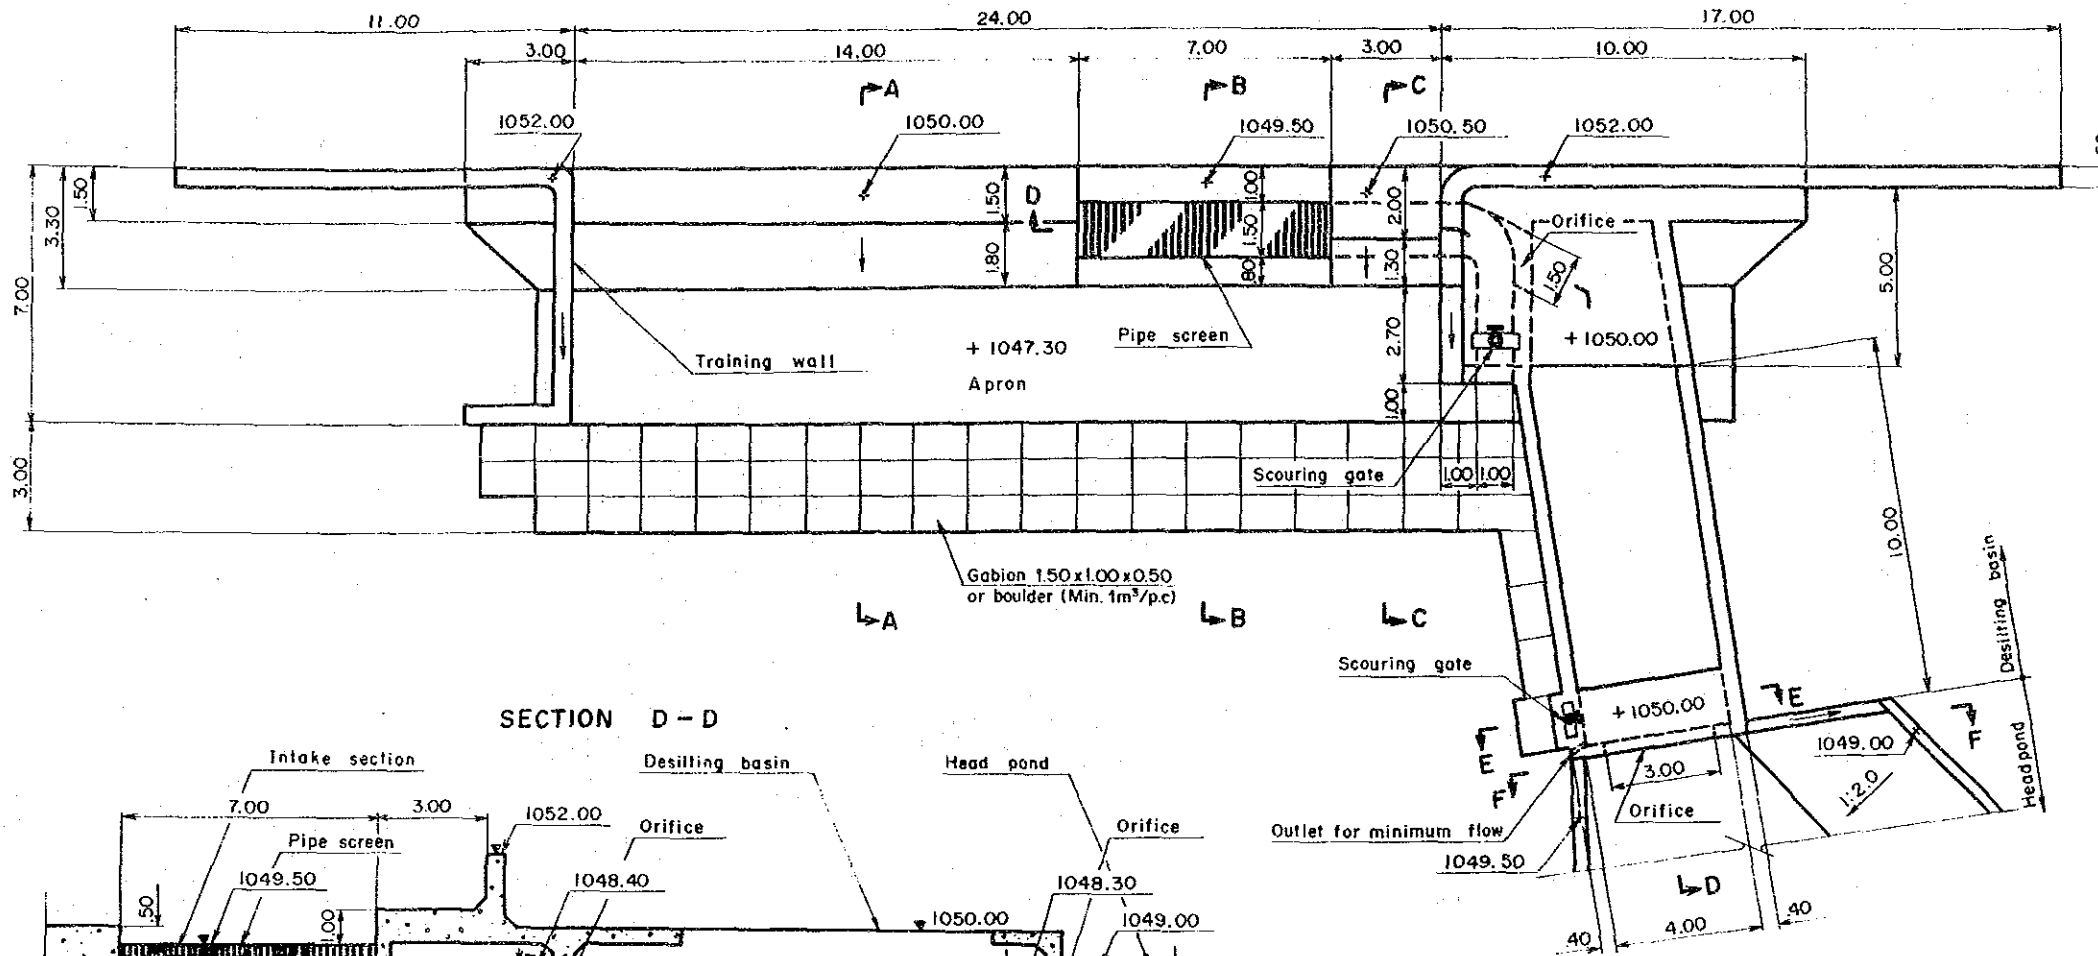 11.00
24.00
17.00
3.00
14.00
7.00
3.00
10.00
A
B
C
1052.00
1050.00
1049.50
1050.50
1052.00
1.50
3.30
7.00
1.50
1.80
D
1.00
1.50
.80
2.00
1.30
Orifice
1.50
5.00
Pipe screen
+ 1050.00
Training wall
+ 1047.30
Apron
2.70
1.00
3.00
Scouring gate
1.00
1.00
10.00
Gabion 1.50x1.00x0.50
or boulder (Min. 1m³/p.c)
A
B
C
Desilting basin
Scouring gate
E
+1050.00
F
1049.00
Head pond
E
F
3.00
1:2.0
Orifice
Outlet for minimum flow
1049.50
D
.40
4.00
.40
SECTION D - D
Intake section
Desilting basin
Head pond
7.00
3.00
1052.00
Orifice
Orifice
Pipe screen
1049.50
1048.40
1048.30
.50
1.00
1050.00
1049.00